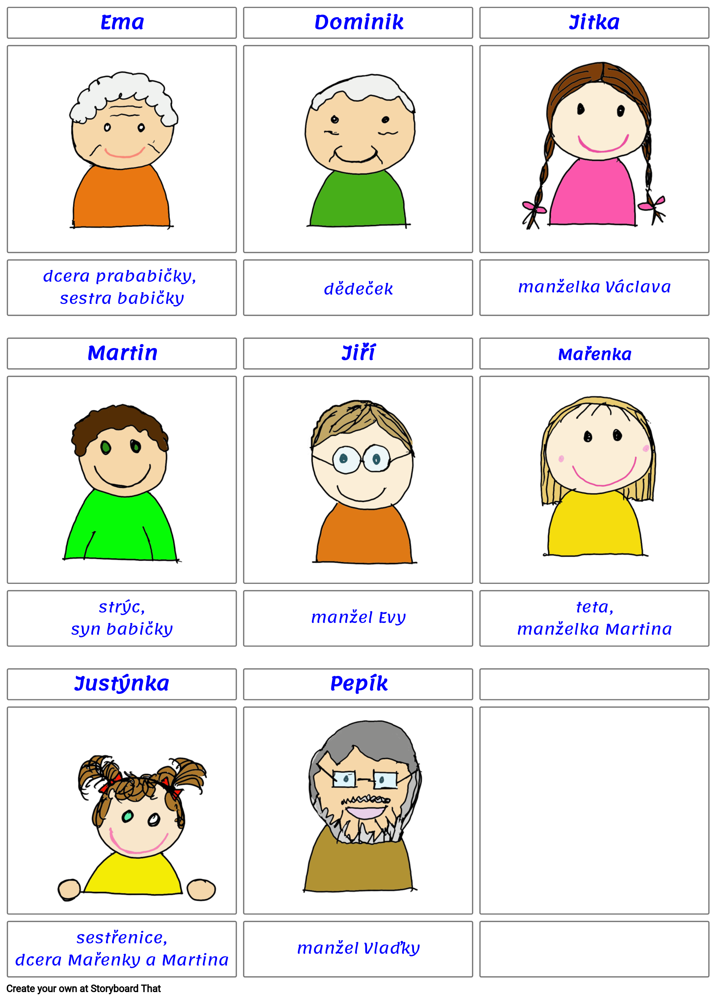 Ema
Dominik
Jitka
dcera prababičky,
sestra babičky
dědeček
manželka Václava
Martin
Jiří
Mařenka
strýc,
syn babičky
manžel Evy
teta,
manželka Martina
Justýnka
Pepík
sestřenice,
dcera Mařenky a Martina
manžel Vlaďky
Create your own at Storyboard That